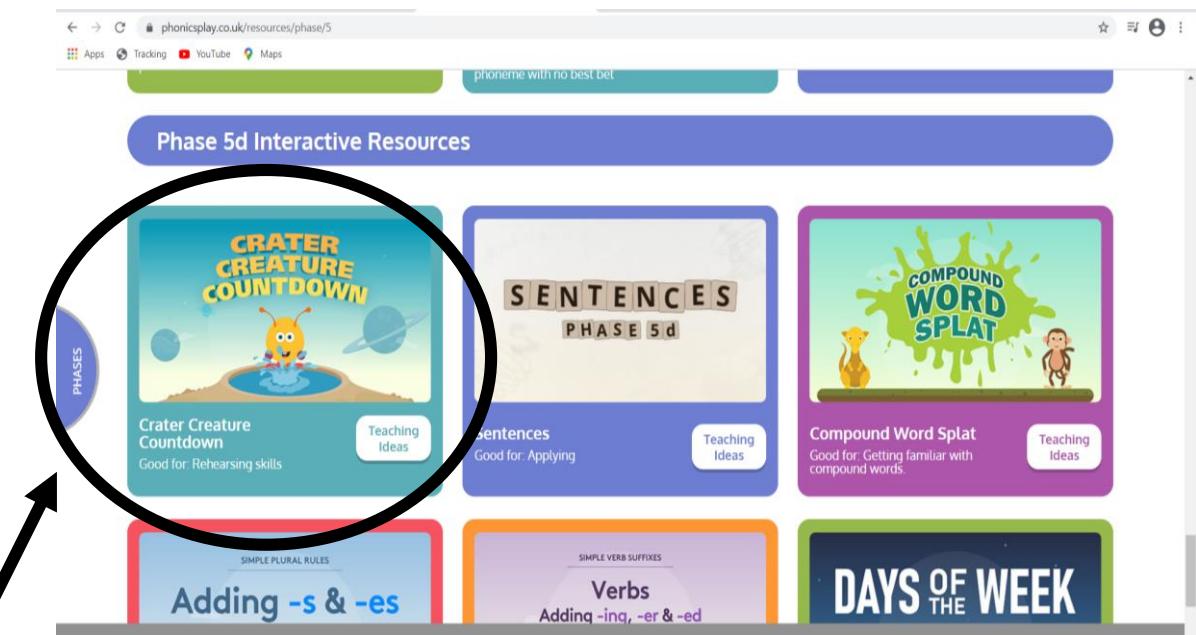 phonicsplay.co.uk/resources/phase/5
Apps Tracking YouTube Maps
phoneme with no best bet
Phase 5d Interactive Resources
CRATER
CREATURE
COUNTDOWN
Crater Creature
Countdown
Good for: Rehearsing skills
Teaching
Ideas
SENTENCES
PHASE 5d
Sentences
Good for: Applying
Teaching
Ideas
COMPOUND
WORD
SPLAT
Compound Word Splat
Good for: Getting familiar with
compound words.
Teaching
Ideas
PHASES
SIMPLE PLURAL RULES
Adding -s & -es
SIMPLE VERB SUFFIXES
Verbs
Adding -ing, -er & -ed
DAYS OF THE WEEK